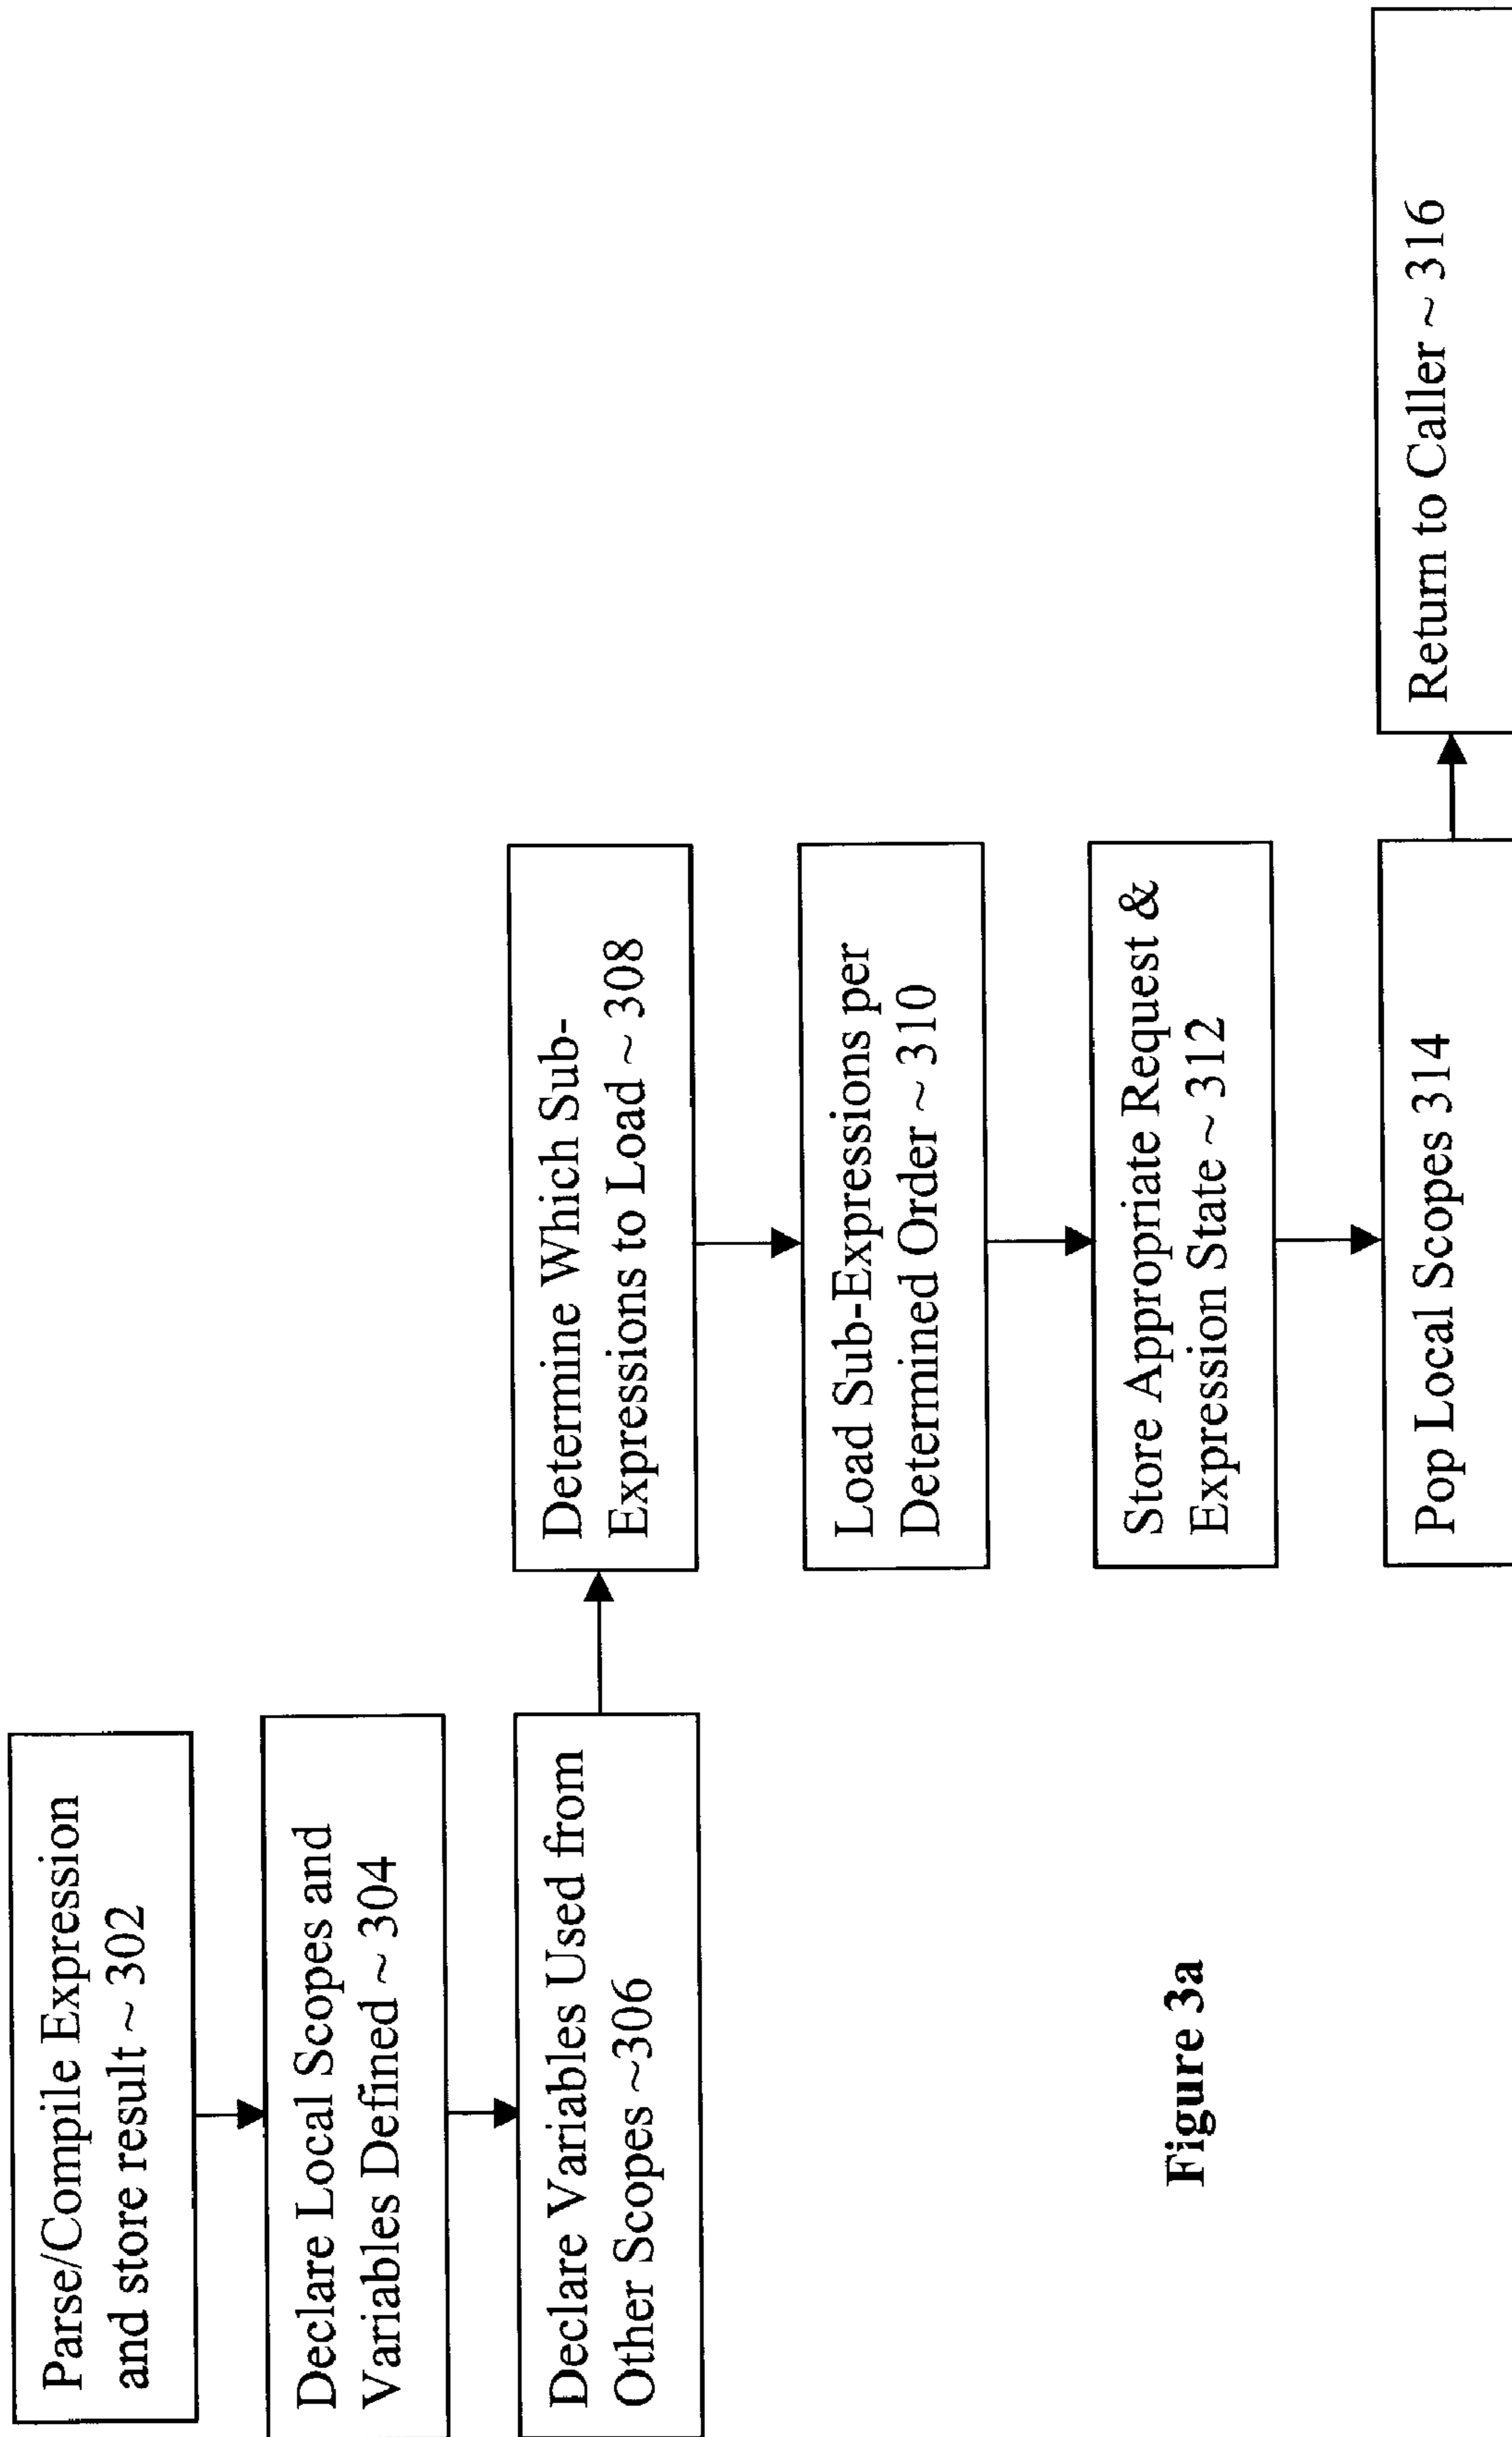 Parse/Compile Expression
and store result ~ 302
Declare Local Scopes and
Variables Defined ~ 304
Declare Variables Used from
Other Scopes ~306
Determine Which Sub-
Expressions to Load ~ 308
Load Sub-Expressions per
Determined Order ~ 310
Store Appropriate Request &
Expression State ~ 312
Pop Local Scopes 314
Return to Caller ~ 316
Figure 3a